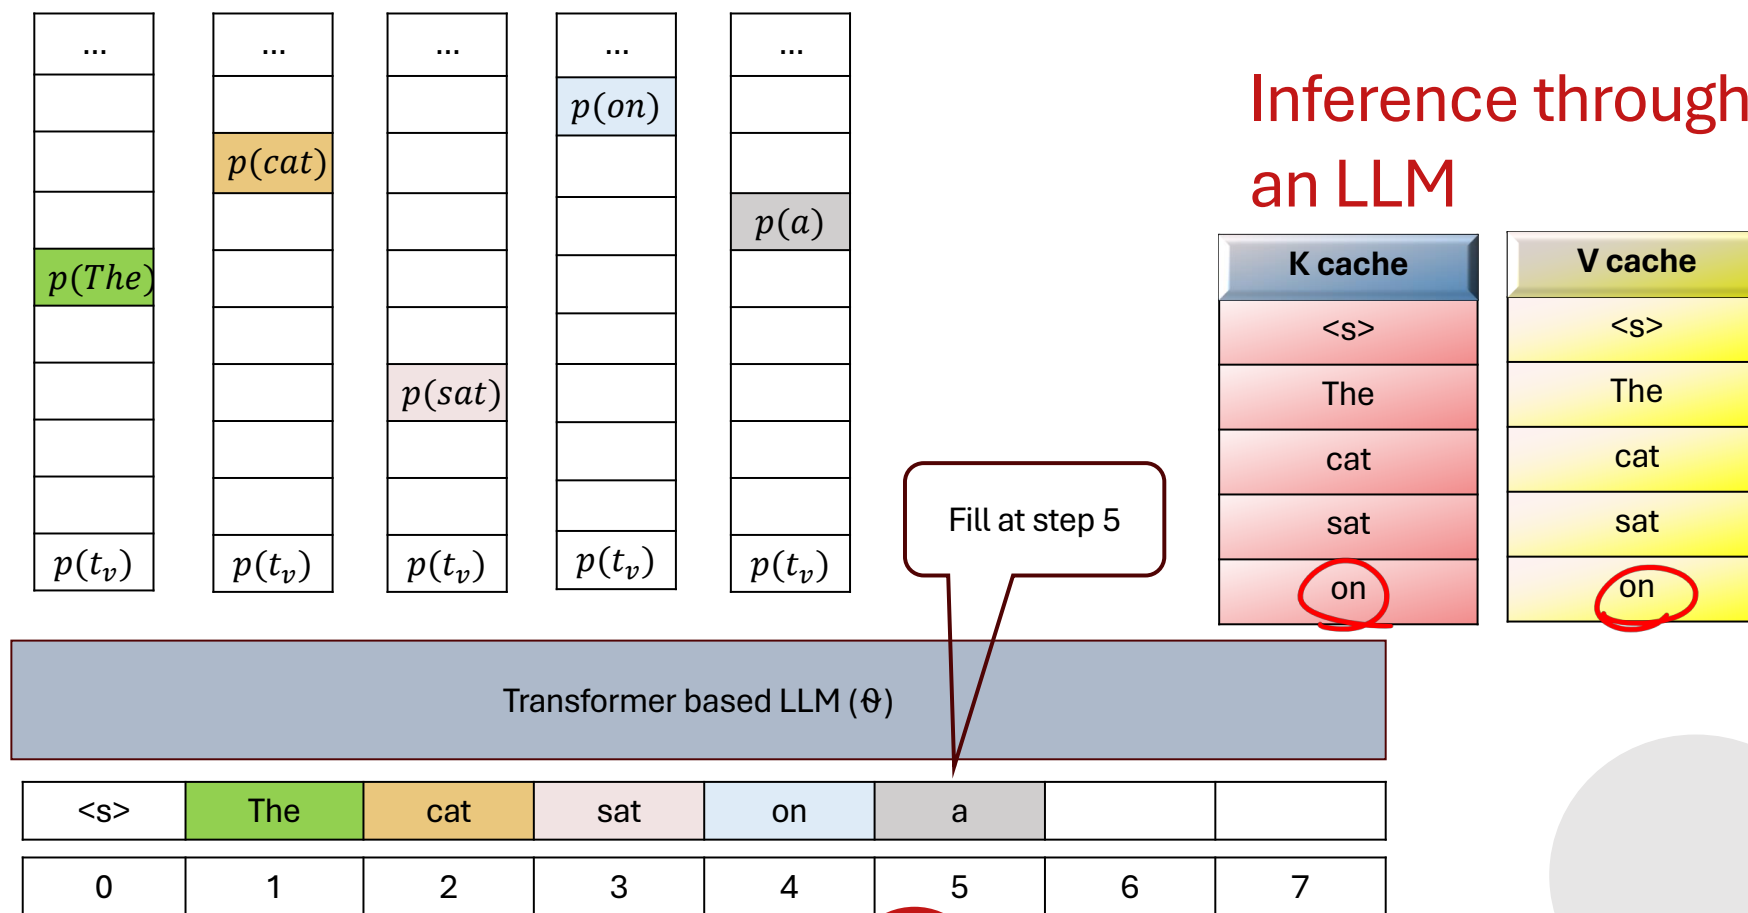 Inference through
an LLM
... ... ... ... ...
p(on)
p(cat)
p(a)
p(The)
p(sat)
p(t_v) p(t_v) p(t_v) p(t_v) p(t_v)
K cache V cache
<s> <s>
The The
cat cat
sat sat
on on
Fill at step 5
Transformer based LLM (ϑ)
<s> The cat sat on a
0 1 2 3 4 5 6 7